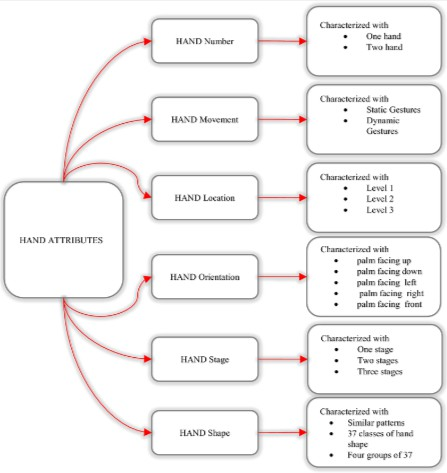 HAND ATTRIBUTES
HAND Number
Characterized with
• One hand
• Two hand
HAND Movement
Characterized with
• Static Gestures
• Dynamic
Gestures
HAND Location
Characterized with
• Level 1
• Level 2
• Level 3
HAND Orientation
Characterized with
• palm facing up
• palm facing down
• palm facing left
• palm facing right
• palm facing front
HAND Stage
Characterized with
• One stage
• Two stages
• Three stages
HAND Shape
Characterized with
• Similar patterns
• 37 classes of hand
shape
• Four groups of 37